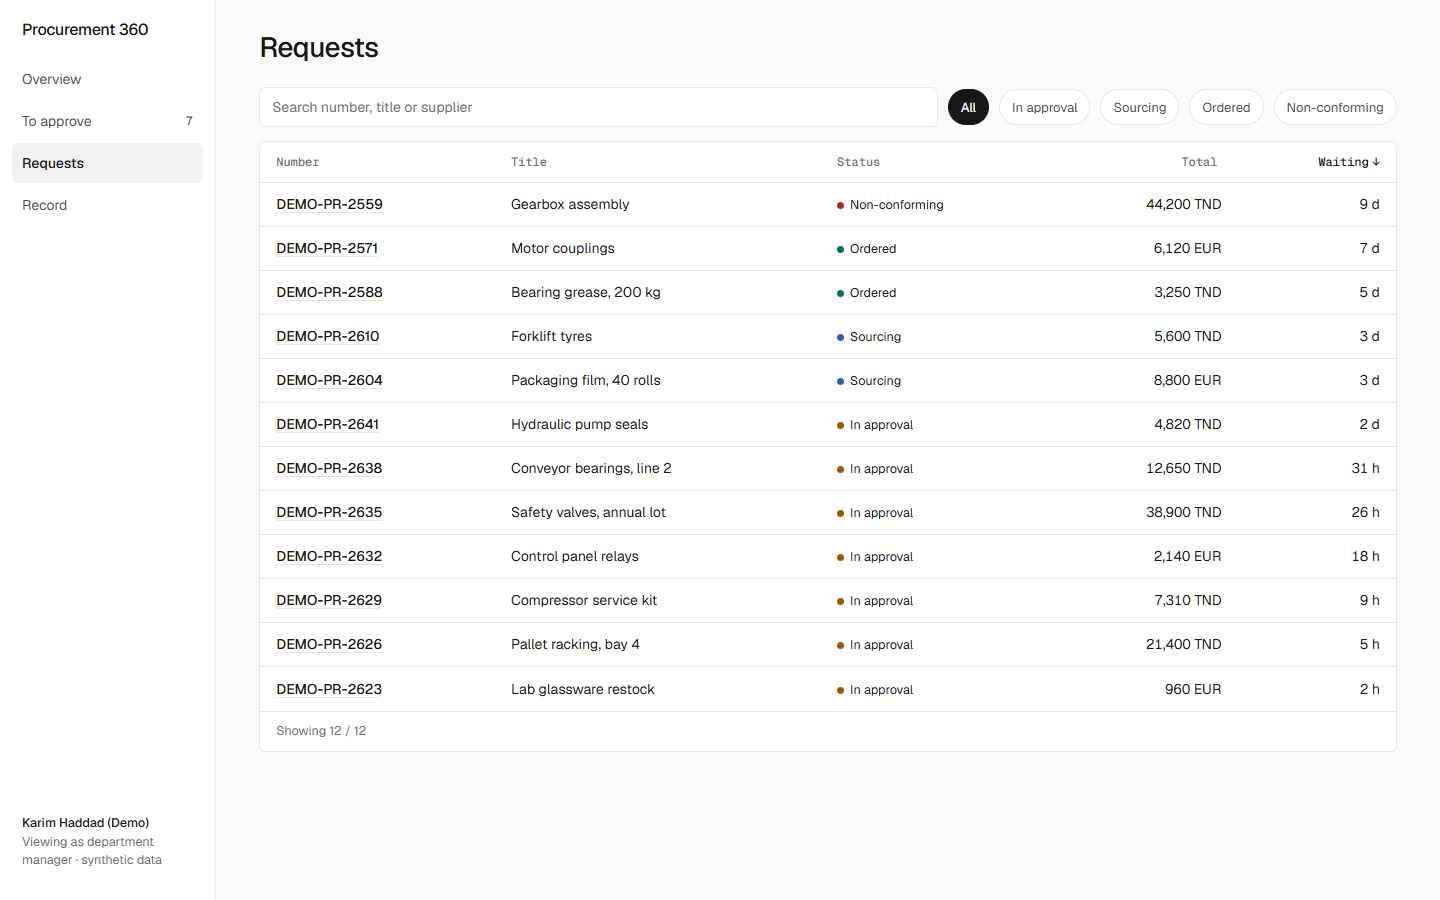 Procurement 360
Overview
To approve 7
Requests
Record
Karim Haddad (Demo)
Viewing as department
manager · synthetic data
Requests
Search number, title or supplier
All In approval Sourcing Ordered Non-conforming
Number Title Status Total Waiting ↓
DEMO-PR-2559 Gearbox assembly Non-conforming 44,200 TND 9 d
DEMO-PR-2571 Motor couplings Ordered 6,120 EUR 7 d
DEMO-PR-2588 Bearing grease, 200 kg Ordered 3,250 TND 5 d
DEMO-PR-2610 Forklift tyres Sourcing 5,600 TND 3 d
DEMO-PR-2604 Packaging film, 40 rolls Sourcing 8,800 EUR 3 d
DEMO-PR-2641 Hydraulic pump seals In approval 4,820 TND 2 d
DEMO-PR-2638 Conveyor bearings, line 2 In approval 12,650 TND 31 h
DEMO-PR-2635 Safety valves, annual lot In approval 38,900 TND 26 h
DEMO-PR-2632 Control panel relays In approval 2,140 EUR 18 h
DEMO-PR-2629 Compressor service kit In approval 7,310 TND 9 h
DEMO-PR-2626 Pallet racking, bay 4 In approval 21,400 TND 5 h
DEMO-PR-2623 Lab glassware restock In approval 960 EUR 2 h
Showing 12 / 12